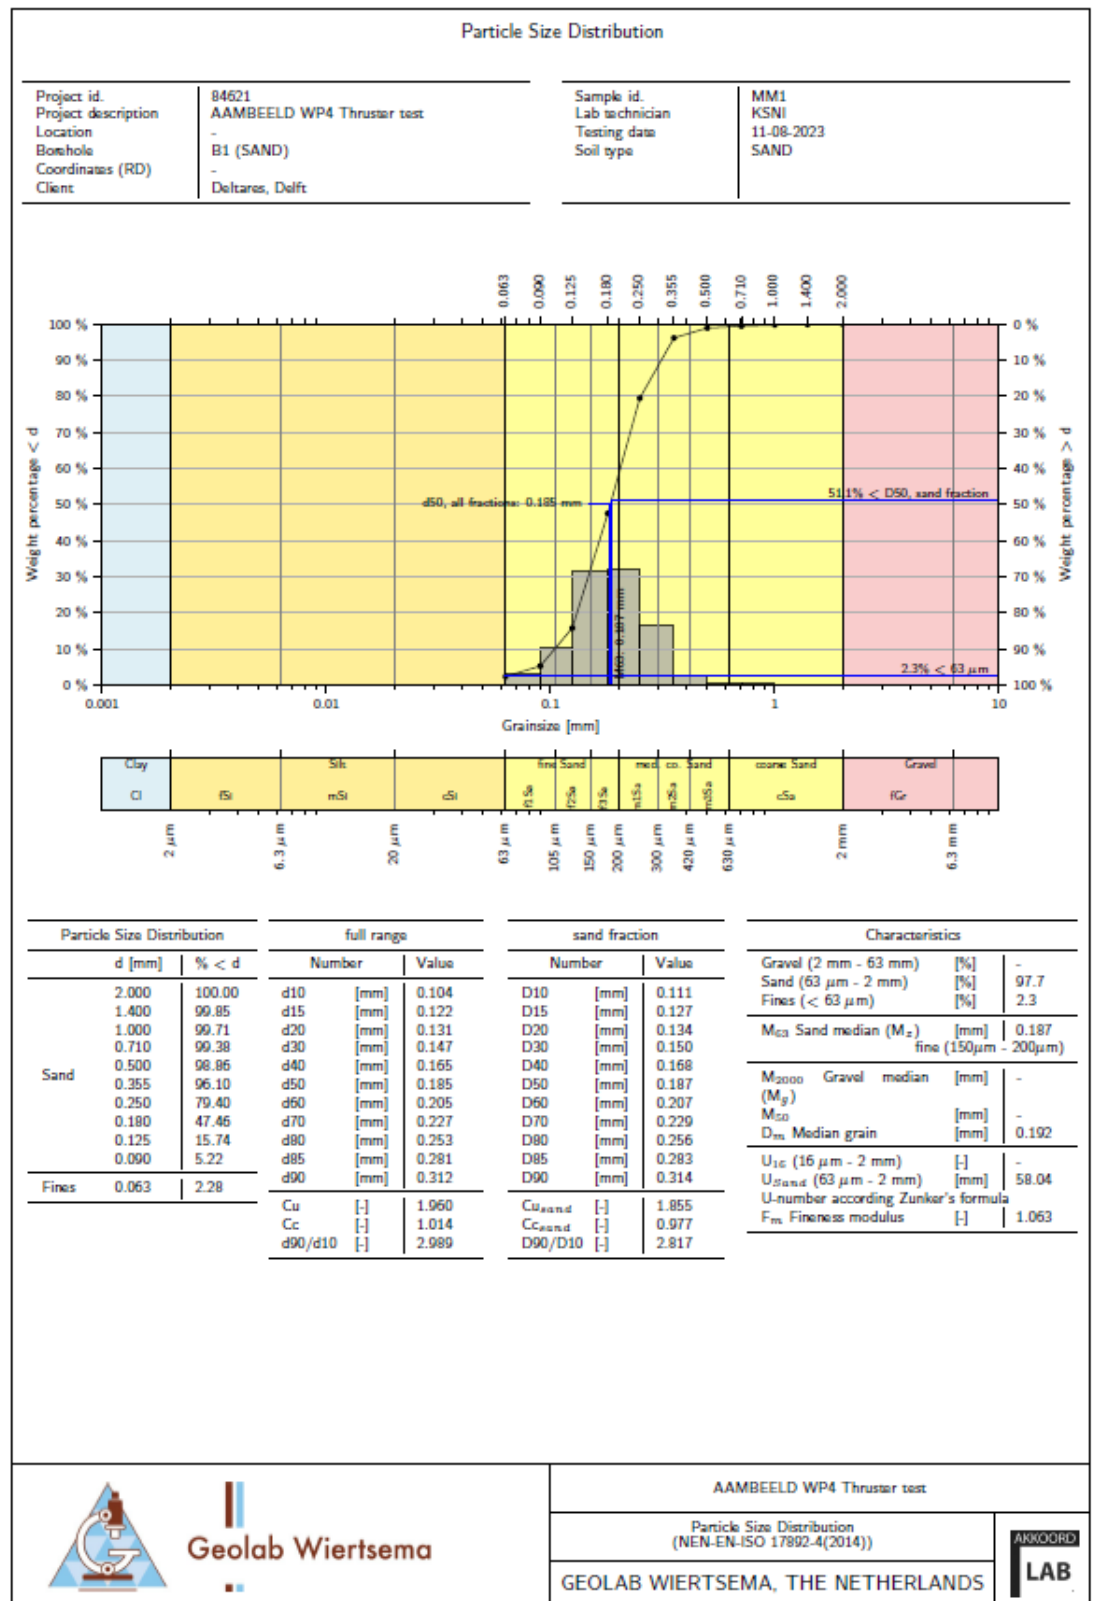 Particle Size Distribution
Project id. 84621
Project description AAMBEELD WP4 Thruster test
Location -
Borehole B1 (SAND)
Coordinates (RD) -
Client Deltares, Delft
Sample id. MM1
Lab technician KSNI
Testing date 11-08-2023
Soil type SAND
0.063 0.090 0.125 0.180 0.250 0.355 0.500 0.710 1.000 1.400 2.000
100 % 0 %
90 % 10 %
80 % 20 %
70 % 30 %
60 % 40 %
50 % 50 %
40 % 60 %
30 % 70 %
20 % 80 %
10 % 90 %
0 % 100 %
Weight percentage < d
Weight percentage > d
d50, all fractions: 0.185 mm
51.1% < D50, sand fraction
M63: 0.187 mm
2.3% < 63 μm
0.001 0.01 0.1 1 10
Grainsize [mm]
Clay Silt fine Sand med. co. Sand coarse Sand Gravel
Cl fSi mSi cSi f1Sa f2Sa f3Sa m1Sa m2Sa m3Sa cSa fGr
2 μm 6.3 μm 20 μm 63 μm 105 μm 150 μm 200 μm 300 μm 420 μm 630 μm 2 mm 6.3 mm
Particle Size Distribution
d [mm] % < d
Sand
2.000 100.00
1.400 99.85
1.000 99.71
0.710 99.38
0.500 98.86
0.355 96.10
0.250 79.40
0.180 47.46
0.125 15.74
0.090 5.22
Fines 0.063 2.28
full range
Number Value
d10 [mm] 0.104
d15 [mm] 0.122
d20 [mm] 0.131
d30 [mm] 0.147
d40 [mm] 0.165
d50 [mm] 0.185
d60 [mm] 0.205
d70 [mm] 0.227
d80 [mm] 0.253
d85 [mm] 0.281
d90 [mm] 0.312
Cu [-] 1.960
Cc [-] 1.014
d90/d10 [-] 2.989
sand fraction
Number Value
D10 [mm] 0.111
D15 [mm] 0.127
D20 [mm] 0.134
D30 [mm] 0.150
D40 [mm] 0.168
D50 [mm] 0.187
D60 [mm] 0.207
D70 [mm] 0.229
D80 [mm] 0.256
D85 [mm] 0.283
D90 [mm] 0.314
Cu sand [-] 1.855
Cc sand [-] 0.977
D90/D10 [-] 2.817
Characteristics
Gravel (2 mm - 63 mm) [%] -
Sand (63 μm - 2 mm) [%] 97.7
Fines (< 63 μm) [%] 2.3
M63 Sand median (Mz) [mm] 0.187
fine (150μm - 200μm)
M2000 Gravel median [mm] -
(Mg)
M50 [mm] -
Dm Median grain [mm] 0.192
U16 (16 μm - 2 mm) [-] -
USand (63 μm - 2 mm) [mm] 58.04
U-number according Zunker's formula
Fm Fineness modulus [-] 1.063
Geolab Wiertsema
AAMBEELD WP4 Thruster test
Particle Size Distribution
(NEN-EN-ISO 17892-4(2014))
GEOLAB WIERTSEMA, THE NETHERLANDS
AKKOORD
LAB